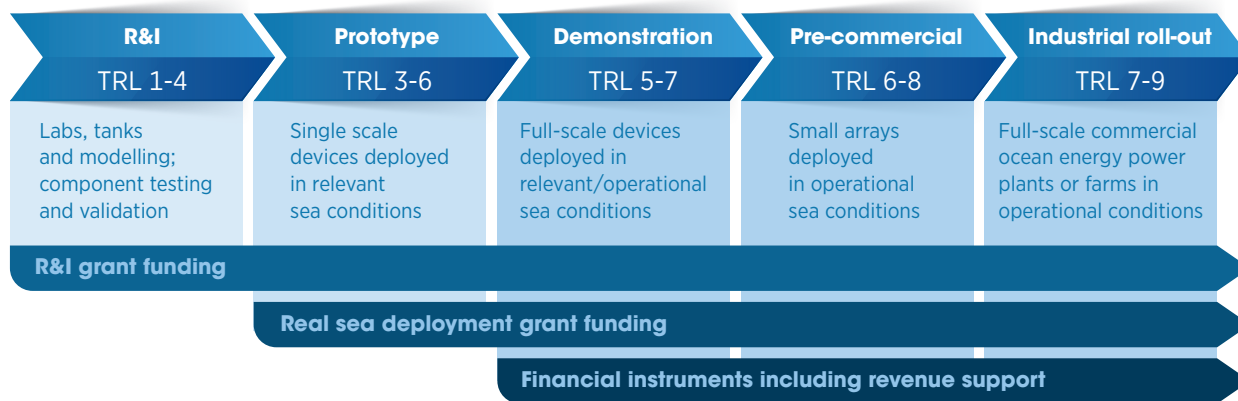 R&I
Prototype
Demonstration
Pre-commercial
Industrial roll-out
TRL 1-4
TRL 3-6
TRL 5-7
TRL 6-8
TRL 7-9
Labs, tanks
and modelling;
component testing
and validation
Single scale
devices deployed
in relevant
sea conditions
Full-scale devices
deployed in
relevant/operational
sea conditions
Small arrays
deployed
in operational
sea conditions
Full-scale commercial
ocean energy power
plants or farms in
operational conditions
R&I grant funding
Real sea deployment grant funding
Financial instruments including revenue support